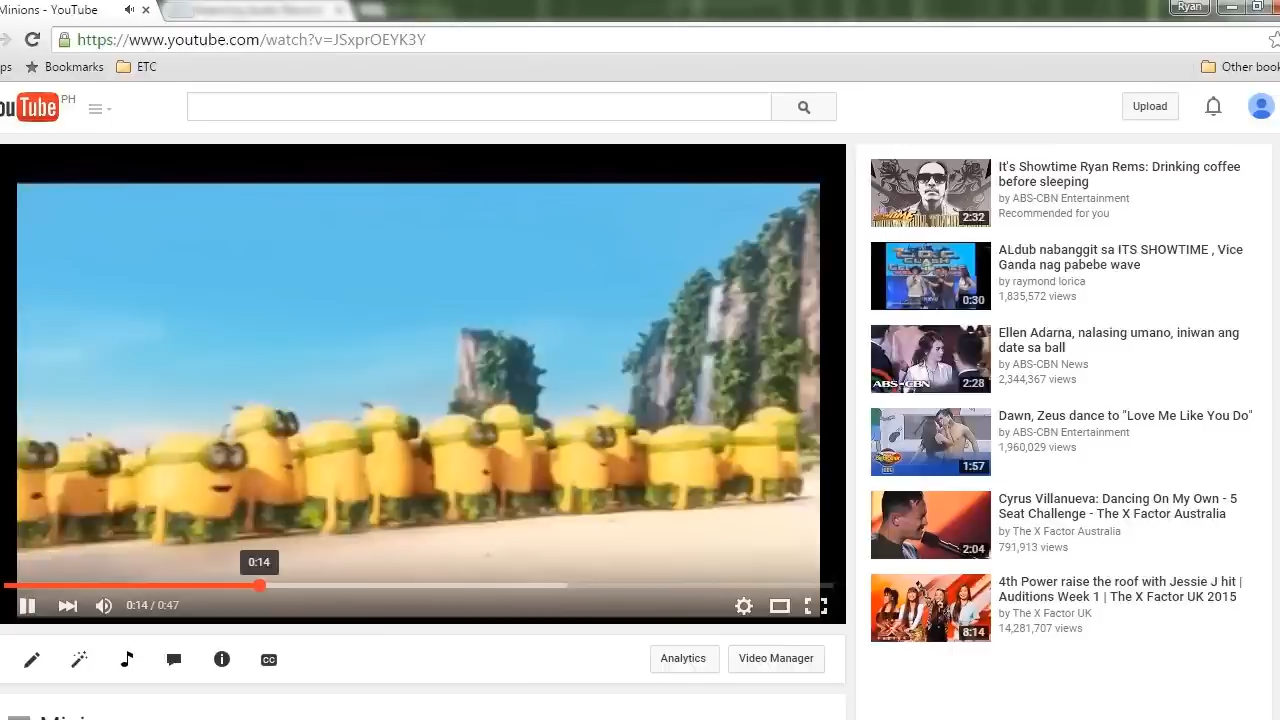 Minions - YouTube
Ryan
https://www.youtube.com/watch?v=JSxprOEYK3Y
ps
Bookmarks
ETC
Other book
ouTube PH
Upload
It's Showtime Ryan Rems: Drinking coffee
before sleeping
by ABS-CBN Entertainment
Recommended for you
2:32
ALdub nabanggit sa ITS SHOWTIME , Vice
Ganda nag pabebe wave
by raymond lorica
1,835,572 views
0:30
Ellen Adarna, nalasing umano, iniwan ang
date sa ball
by ABS-CBN News
2,344,367 views
ABS-CBN
2:28
Dawn, Zeus dance to "Love Me Like You Do"
by ABS-CBN Entertainment
1,960,029 views
1:57
Cyrus Villanueva: Dancing On My Own - 5
Seat Challenge - The X Factor Australia
by The X Factor Australia
791,913 views
2:04
4th Power raise the roof with Jessie J hit |
Auditions Week 1 | The X Factor UK 2015
by The X Factor UK
14,281,707 views
8:14
0:14
0:14 / 0:47
CC
Analytics
Video Manager